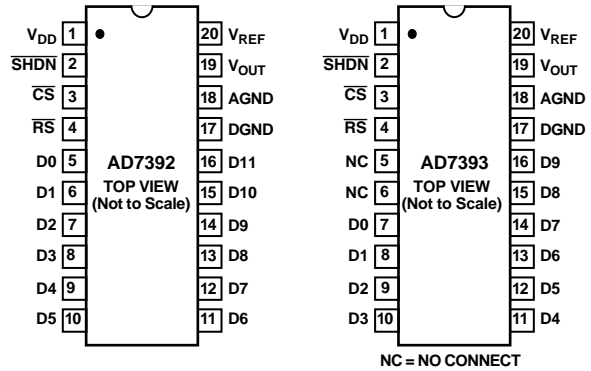 VDD 1 20 VREF
SHDN 2 19 VOUT
CS 3 18 AGND
RS 4 17 DGND
D0 5 AD7392 16 D11
D1 6 TOP VIEW 15 D10
(Not to Scale)
D2 7 14 D9
D3 8 13 D8
D4 9 12 D7
D5 10 11 D6
VDD 1 20 VREF
SHDN 2 19 VOUT
CS 3 18 AGND
RS 4 17 DGND
NC 5 AD7393 16 D9
NC 6 TOP VIEW 15 D8
(Not to Scale)
D0 7 14 D7
D1 8 13 D6
D2 9 12 D5
D3 10 11 D4
NC = NO CONNECT